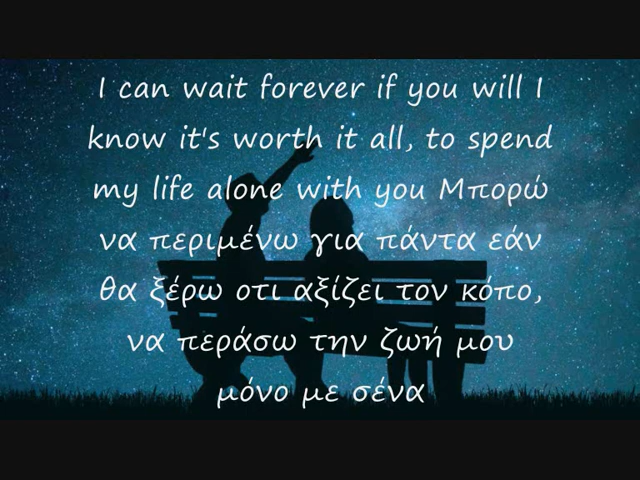 I can wait forever if you will I
know it's worth it all, to spend
my life alone with you Μπορώ
να περιμένω για πάντα εάν
θα ξέρω οτι αξίζει τον κόπο,
να περάσω την ζωή μου
μόνο με σένα